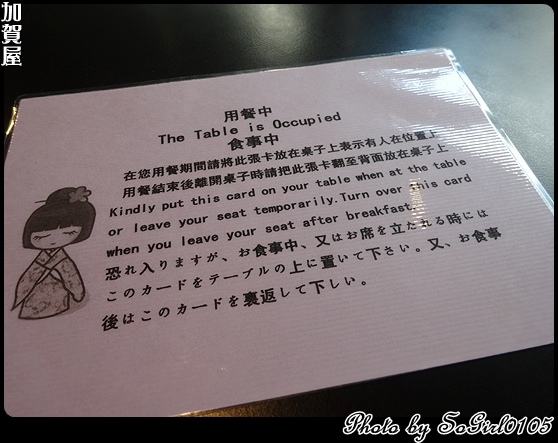 加賀屋
用餐中
The Table is Occupied
食事中
在您用餐期間請將此張卡放在桌子上表示有人在位置上
用餐結束後離開桌子時請把此張卡翻至背面放在桌子上
Kindly put this card on your table when at the table
or leave your seat temporarily.Turn over this card
when you leave your seat after breakfast.
恐れ入りますが、お食事中、又はお席を立たれる時には
このカードをテーブルの上に置いて下さい。又、お食事
後はこのカードを裏返して下しい。
Photo by SoGirl0105